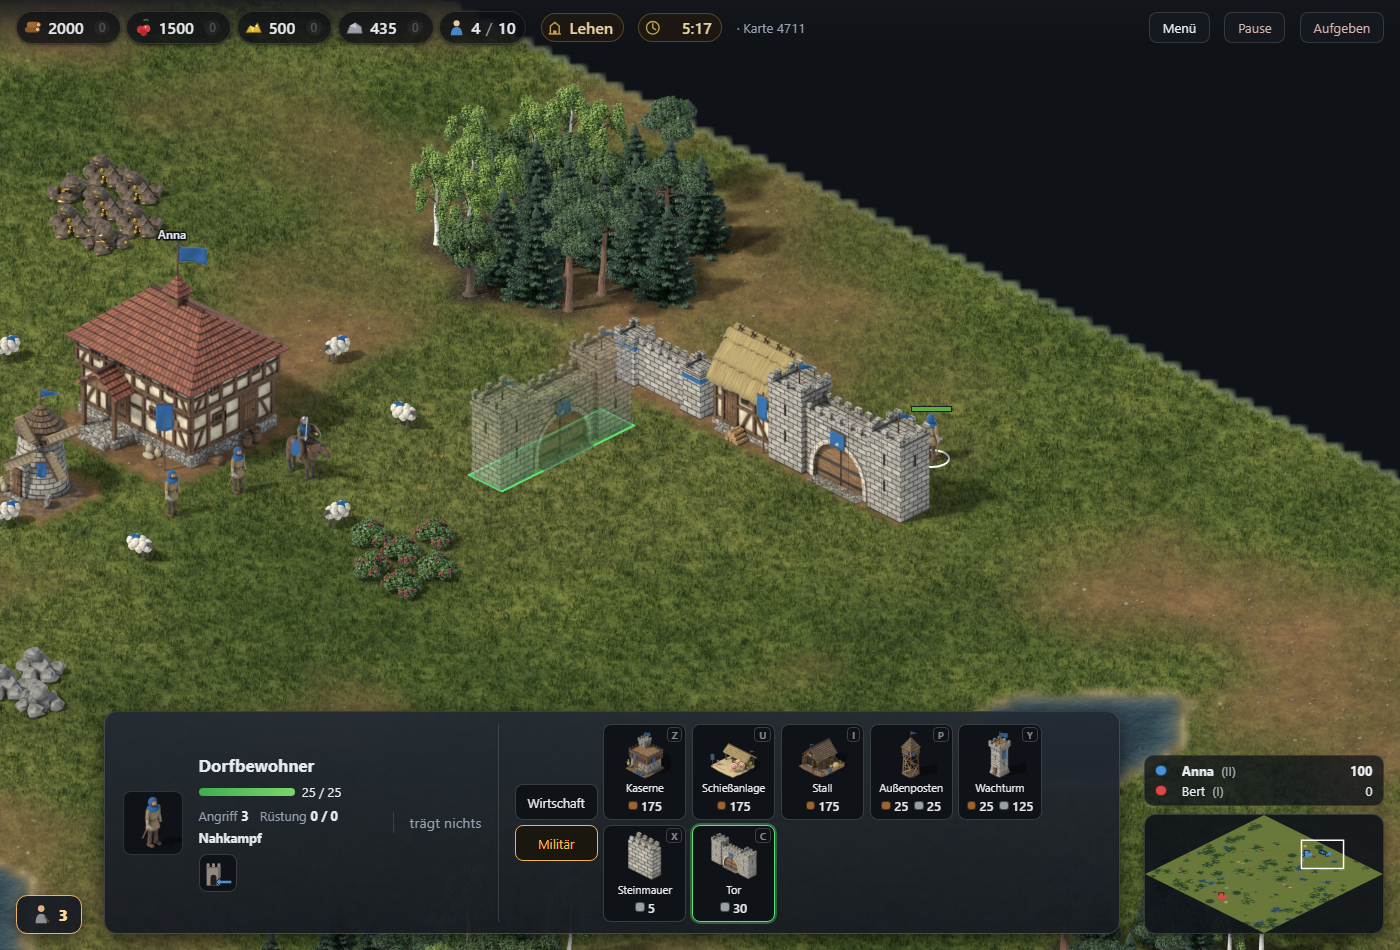 2000 0 1500 0 500 0 435 0 4 / 10 Lehen 5:17 · Karte 4711 Menü Pause Aufgeben
Anna
Dorfbewohner
25 / 25
Angriff 3 Rüstung 0 / 0
Nahkampf
trägt nichts
Wirtschaft
Militär
Z
Kaserne
175
U
Schießanlage
175
I
Stall
175
P
Außenposten
25 25
Y
Wachturm
25 125
X
Steinmauer
5
C
Tor
30
Anna (II) 100
Bert (I) 0
3